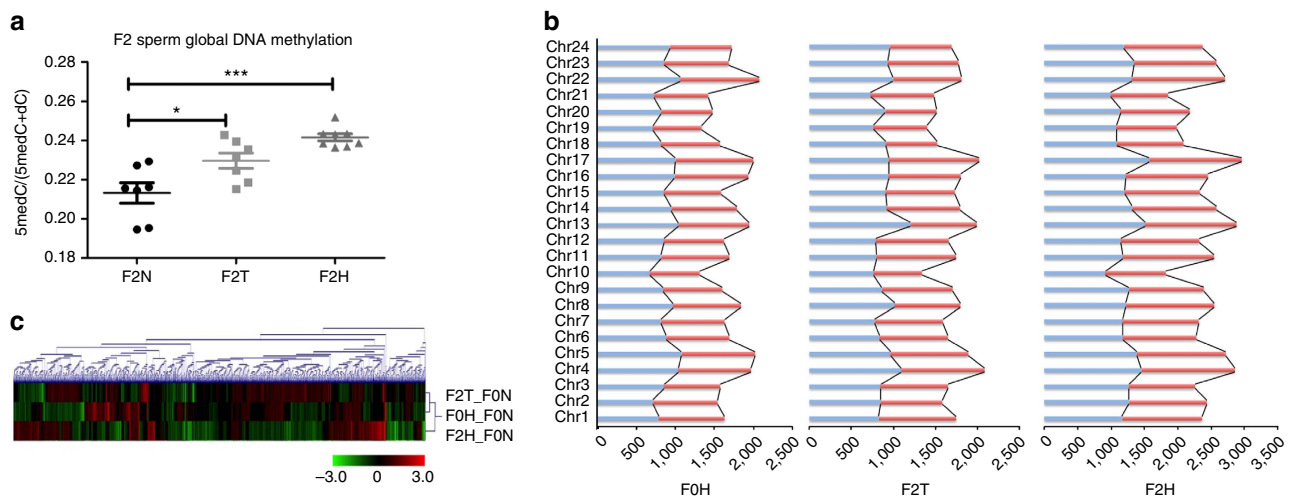 a
F2 sperm global DNA methylation
5medC/(5medC+dC)
0.28
0.26
0.24
0.22
0.20
0.18
***
*
F2N
F2T
F2H
b
Chr24
Chr23
Chr22
Chr21
Chr20
Chr19
Chr18
Chr17
Chr16
Chr15
Chr14
Chr13
Chr12
Chr11
Chr10
Chr9
Chr8
Chr7
Chr6
Chr5
Chr4
Chr3
Chr2
Chr1
0 500 1,000 1,500 2,000 2,500
F0H
0 500 1,000 1,500 2,000 2,500
F2T
0 500 1,000 1,500 2,000 2,500 3,000 3,500
F2H
c
F2T_F0N
F0H_F0N
F2H_F0N
−3.0 0 3.0